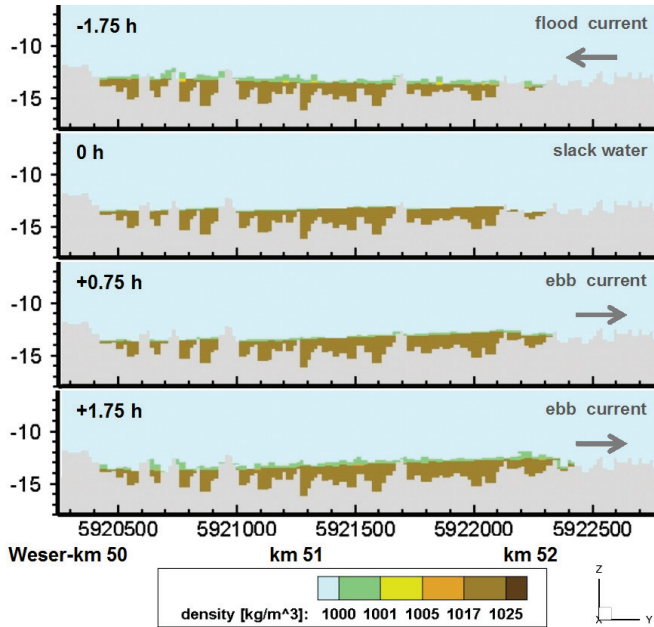 -1.75 h
flood current
-10
-15
0 h
slack water
-10
-15
+0.75 h
ebb current
-10
-15
+1.75 h
ebb current
-10
-15
5920500 5921000 5921500 5922000 5922500
Weser-km 50 km 51 km 52
density [kg/m^3]: 1000 1001 1005 1017 1025
Z
X Y